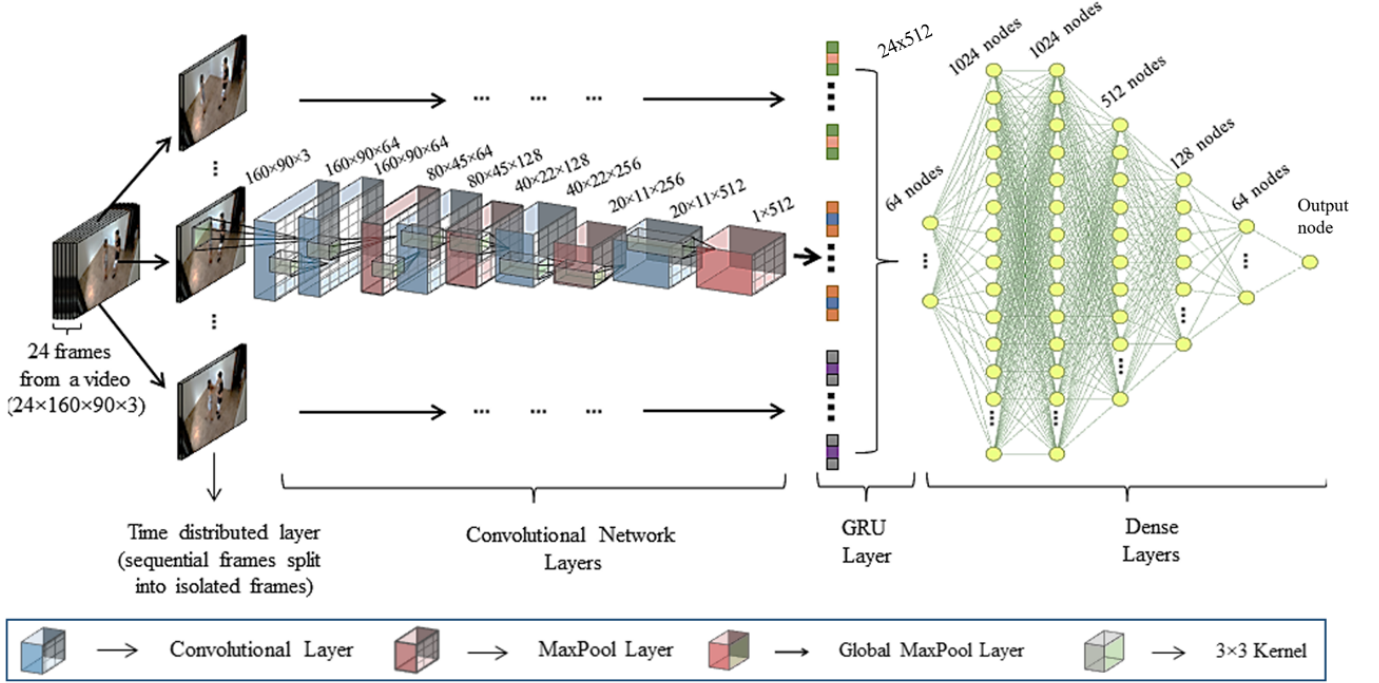 24x512
1024 nodes
1024 nodes
512 nodes
128 nodes
64 nodes
64 nodes
Output
node
160×90×3
160×90×64
160×90×64
80×45×64
80×45×128
40×22×128
40×22×256
20×11×256
20×11×512
1×512
24 frames
from a video
(24×160×90×3)
Time distributed layer
(sequential frames split
into isolated frames)
Convolutional Network
Layers
GRU
Layer
Dense
Layers
Convolutional Layer
MaxPool Layer
Global MaxPool Layer
3×3 Kernel